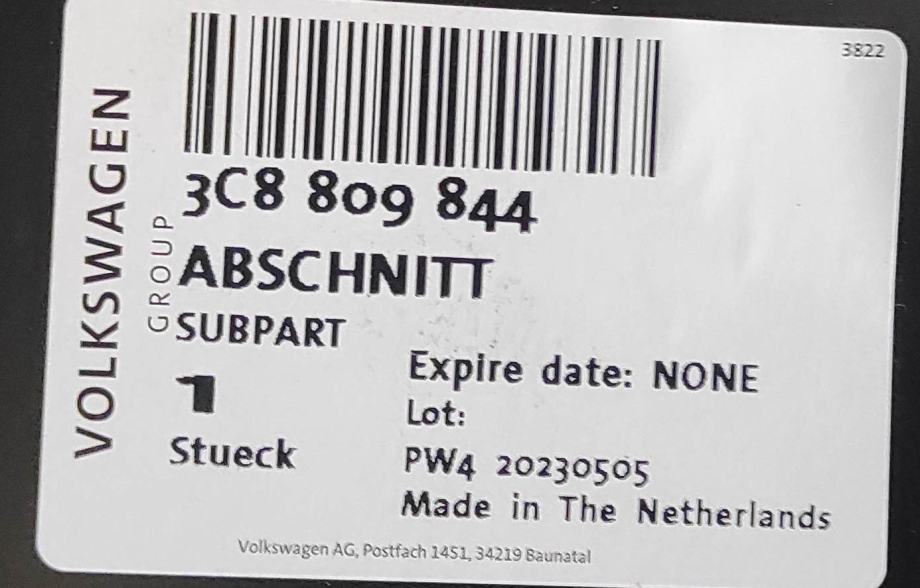 3822
VOLKSWAGEN
GROUP
3C8 809 844
ABSCHNITT
SUBPART
1
Stueck
Expire date: NONE
Lot:
PW4 20230505
Made in The Netherlands
Volkswagen AG, Postfach 1451, 34219 Baunatal